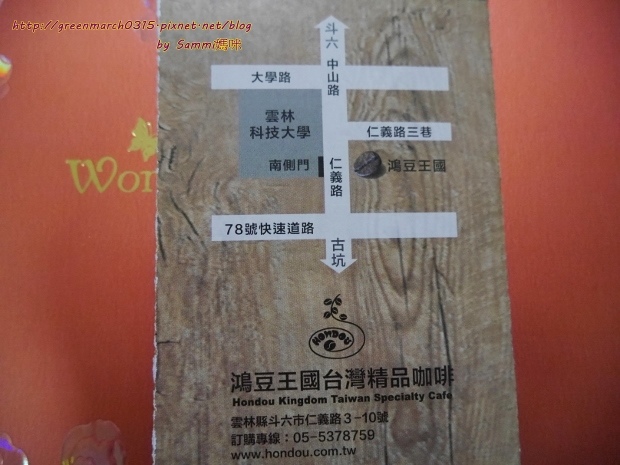 http://greenmarch0315.pixnet.net/blog
by Sammi媽咪
斗六
中山路
大學路
雲林
科技大學
仁義路三巷
南側門
仁義路
鴻豆王國
78號快速道路
古坑
Wor
HONDOU
鴻豆王國台灣精品咖啡
Hondou Kingdom Taiwan Specialty Cafe
雲林縣斗六市仁義路3-10號
訂購專線：05-5378759
www.hondou.com.tw